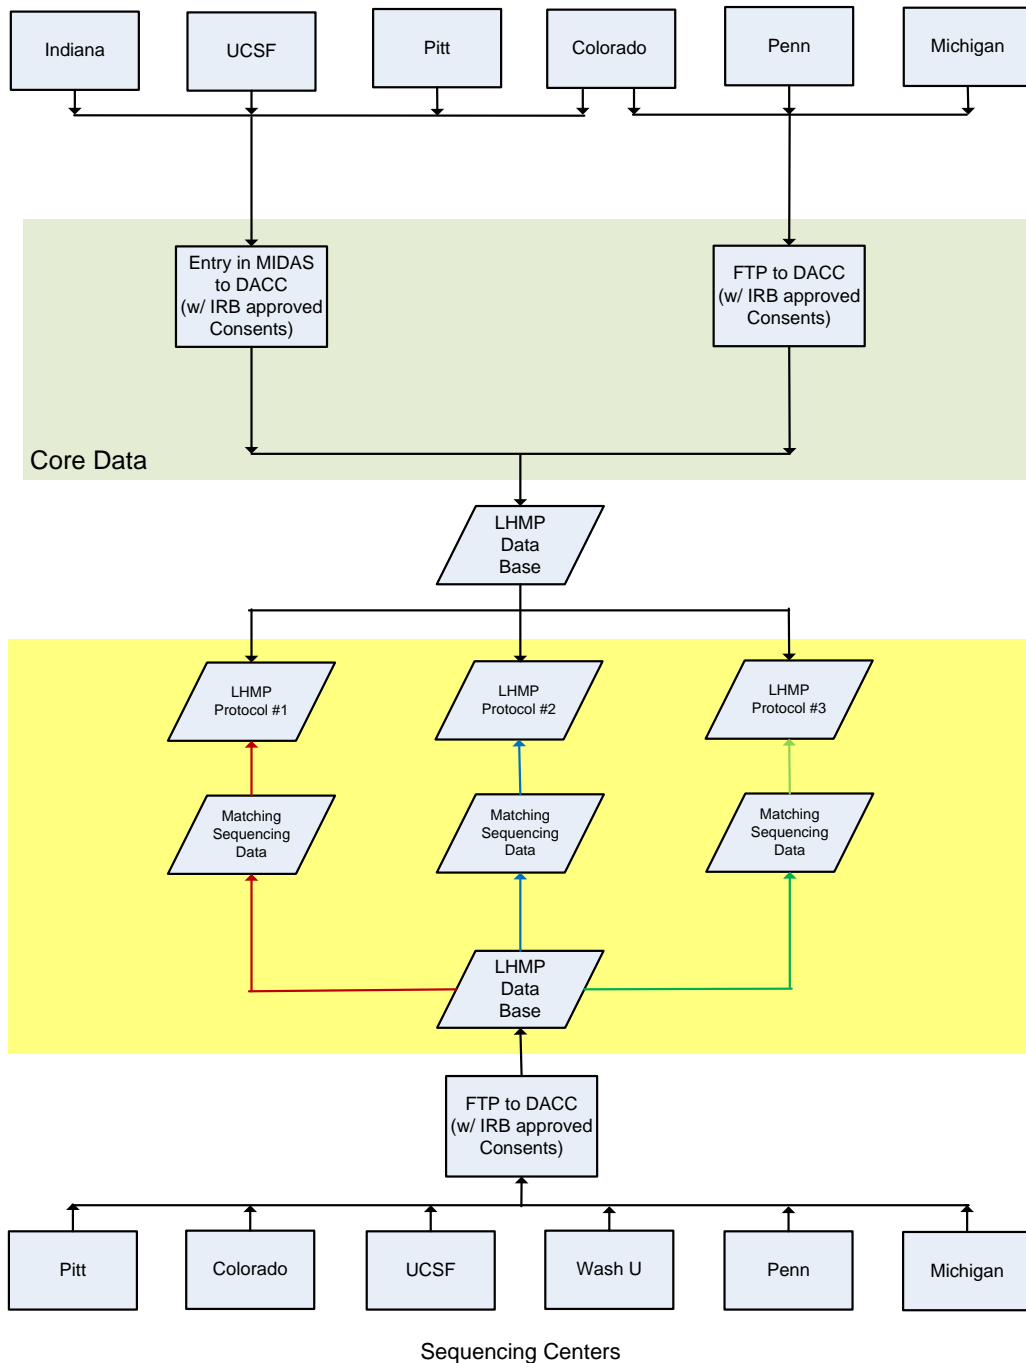 Indiana
UCSF
Pitt
Colorado
Penn
Michigan
Entry in MIDAS
to DACC
(w/ IRB approved
Consents)
FTP to DACC
(w/ IRB approved
Consents)
Core Data
LHMP
Data
Base
LHMP
Protocol #1
LHMP
Protocol #2
LHMP
Protocol #3
Matching
Sequencing
Data
Matching
Sequencing
Data
Matching
Sequencing
Data
LHMP
Data
Base
FTP to DACC
(w/ IRB approved
Consents)
Pitt
Colorado
UCSF
Wash U
Penn
Michigan
Sequencing Centers